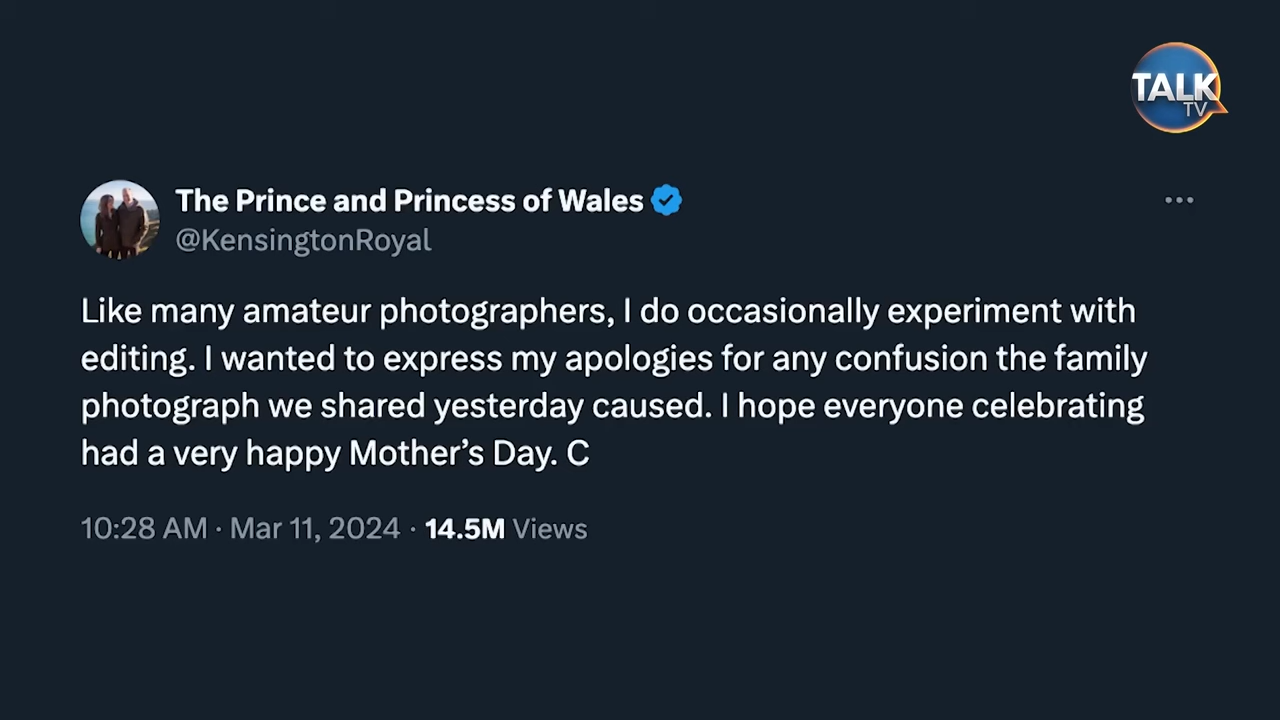 TALK
TV
The Prince and Princess of Wales
@KensingtonRoyal
Like many amateur photographers, I do occasionally experiment with
editing. I wanted to express my apologies for any confusion the family
photograph we shared yesterday caused. I hope everyone celebrating
had a very happy Mother’s Day. C
10:28 AM · Mar 11, 2024 · 14.5M Views